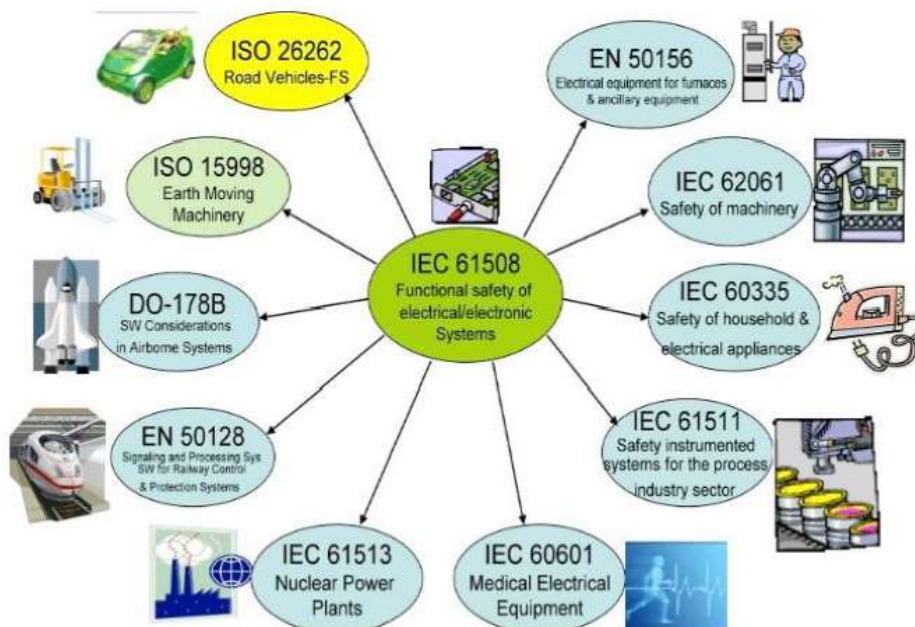 ISO 26262
Road Vehicles-FS
EN 50156
Electrical equipment for furnaces
& ancillary equipment
ISO 15998
Earth Moving
Machinery
IEC 62061
Safety of machinery
IEC 61508
Functional safety of
electrical/electronic
Systems
DO-178B
SW Considerations
in Airborne Systems
IEC 60335
Safety of household &
electrical appliances
EN 50128
Signaling and Processing Sys
SW for Railway Control
& Protection Systems
IEC 61511
Safety instrumented
systems for the process
industry sector
IEC 61513
Nuclear Power
Plants
IEC 60601
Medical Electrical
Equipment